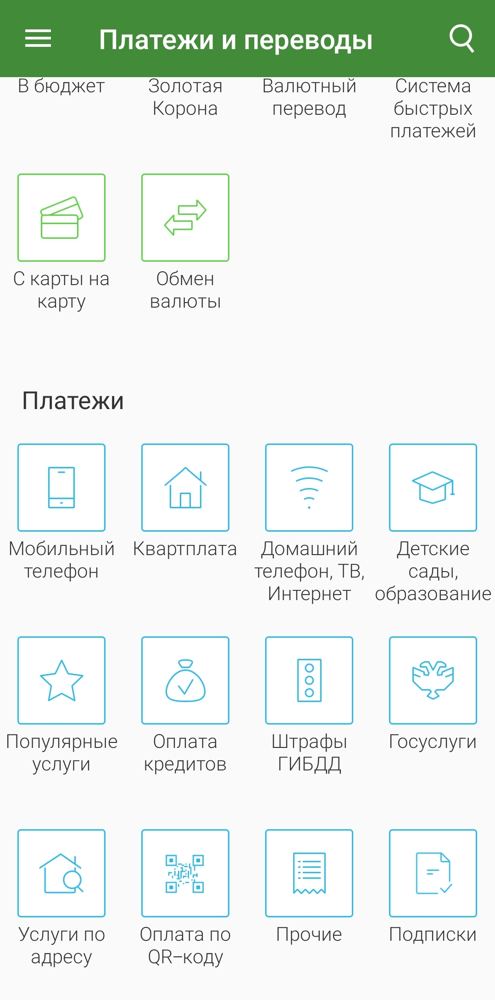 Платежи и переводы
В бюджет Золотая Валютный Система
Корона перевод быстрых
платежей
С карты на Обмен
карту валюты
Платежи
Мобильный Квартплата Домашний Детские
телефон телефон, ТВ, сады,
Интернет образование
Популярные Оплата Штрафы Госуслуги
услуги кредитов ГИБДД
Услуги по Оплата по Прочие Подписки
адресу QR–коду